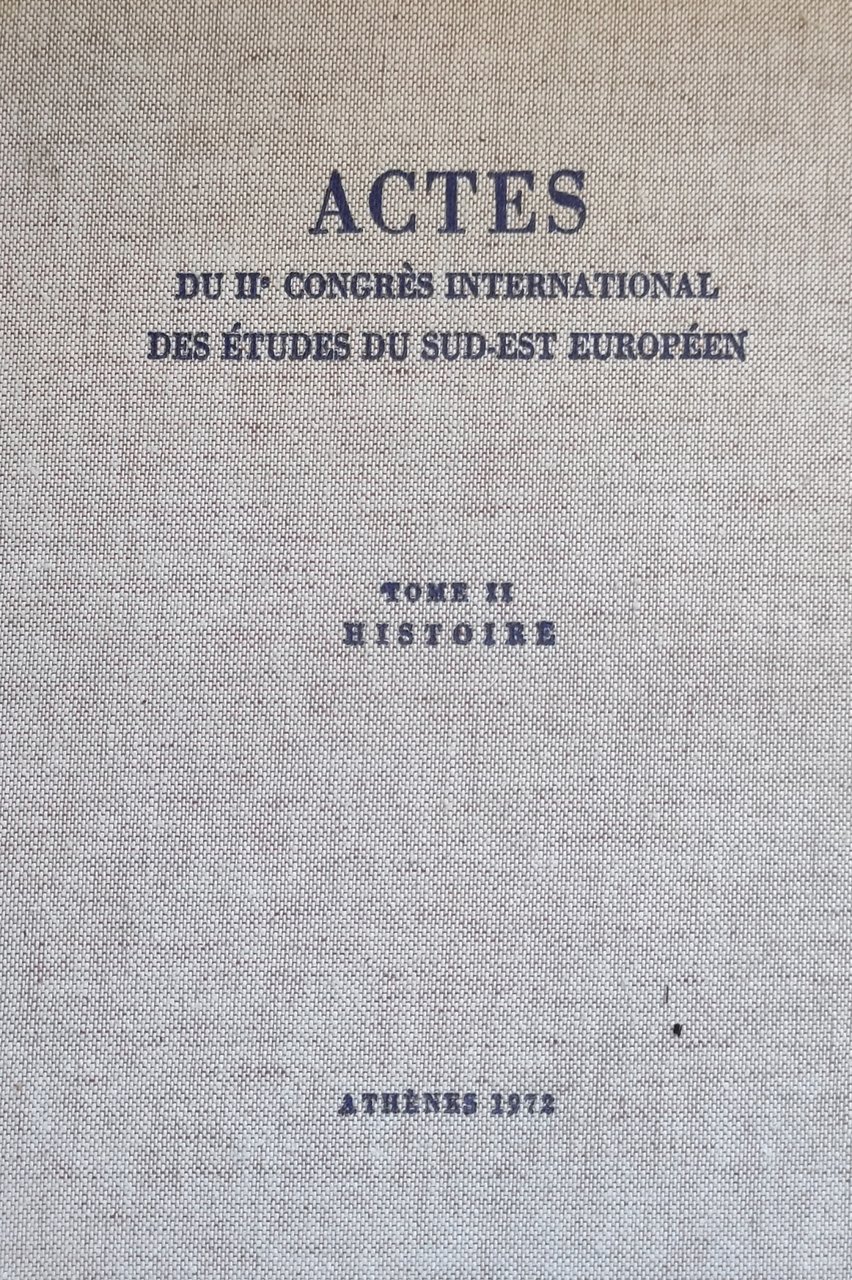 ACTES
DU IIe CONGRÈS INTERNATIONAL
DES ÉTUDES DU SUD-EST EUROPÉEN
TOME II
HISTOIRE
ATHÈNES 1972